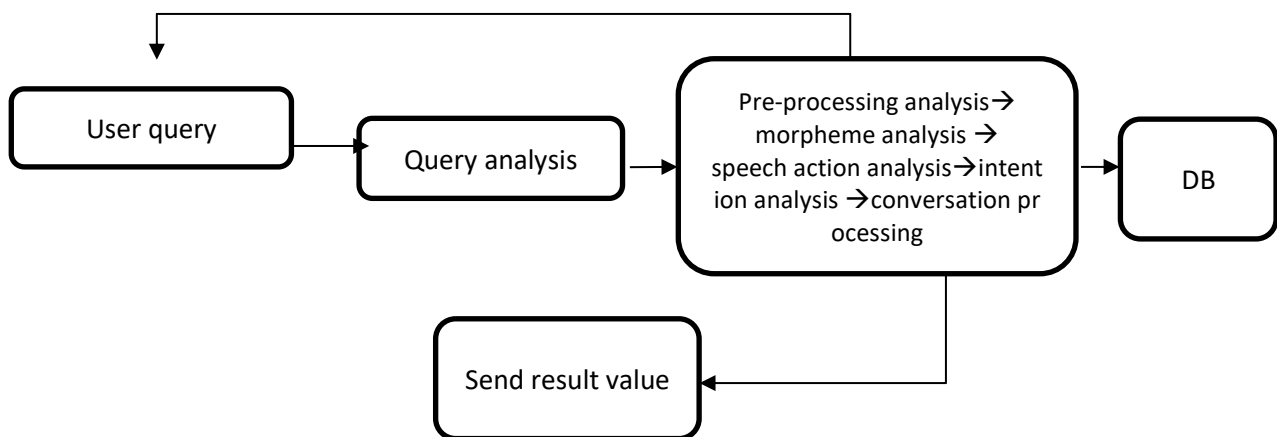 User query
Query analysis
Pre-processing analysis→
morpheme analysis →
speech action analysis→intent
ion analysis →conversation pr
ocessing
DB
Send result value